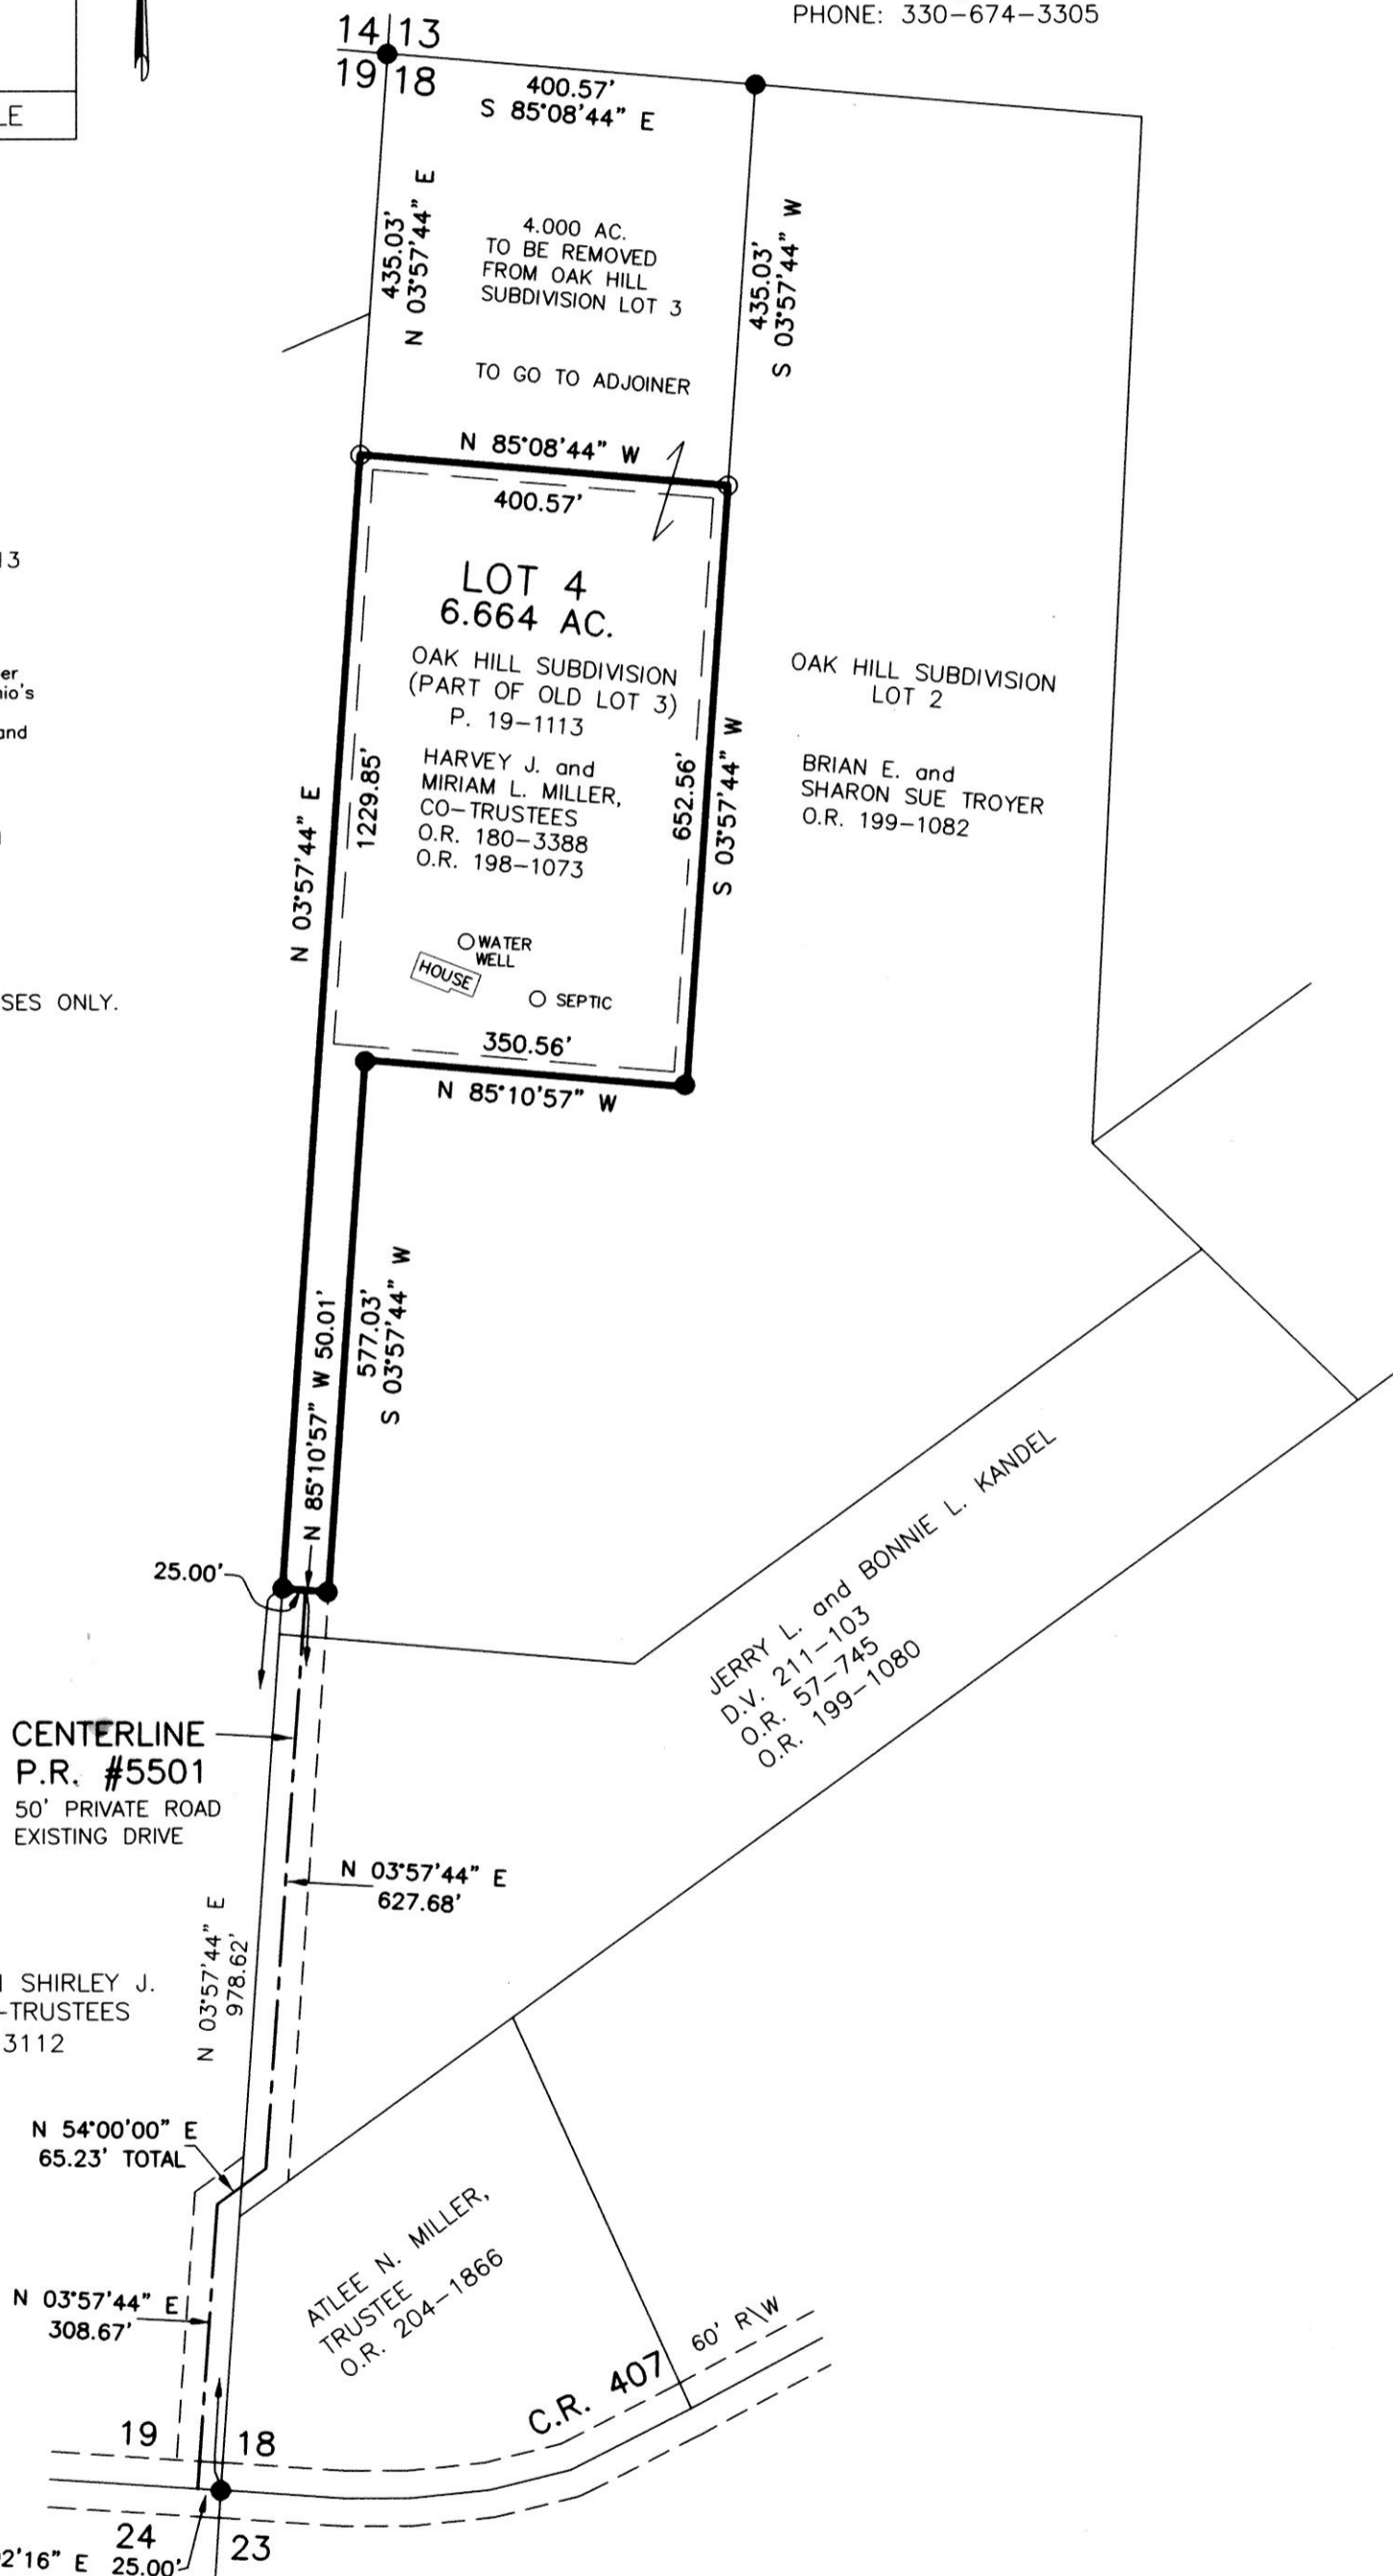 PHONE: 330-674-3305
14 13
19 18
400.57'
S 85°08'44" E
LE
435.03'
N 03°57'44" E
4.000 AC.
TO BE REMOVED
FROM OAK HILL
SUBDIVISION LOT 3
TO GO TO ADJOINER
435.03'
S 03°57'44" W
N 85°08'44" W
400.57'
13
LOT 4
6.664 AC.
OAK HILL SUBDIVISION
(PART OF OLD LOT 3)
P. 19-1113
HARVEY J. and
MIRIAM L. MILLER,
CO-TRUSTEES
O.R. 180-3388
O.R. 198-1073
er
io's
and
N 03°57'44" E
1229.85'
652.56'
S 03°57'44" W
OAK HILL SUBDIVISION
LOT 2
BRIAN E. and
SHARON SUE TROYER
O.R. 199-1082
WATER
WELL
HOUSE
SEPTIC
SES ONLY.
350.56'
N 85°10'57" W
N 85°10'57" W 50.01'
577.03'
S 03°57'44" W
25.00'
JERRY L. and BONNIE L. KANDEL
D.V. 211-103
O.R. 57-745
O.R. 199-1080
CENTERLINE
P.R. #5501
50' PRIVATE ROAD
EXISTING DRIVE
N 03°57'44" E
627.68'
N 03°57'44" E
978.62'
SHIRLEY J.
-TRUSTEES
3112
N 54°00'00" E
65.23' TOTAL
ATLEE N. MILLER,
TRUSTEE
O.R. 204-1866
N 03°57'44" E
308.67'
C.R. 407
60' R\W
19 18
24 23
2'16" E 25.00'